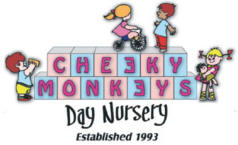 CHEEKY
MONKEYS
Day Nursery
Established 1993